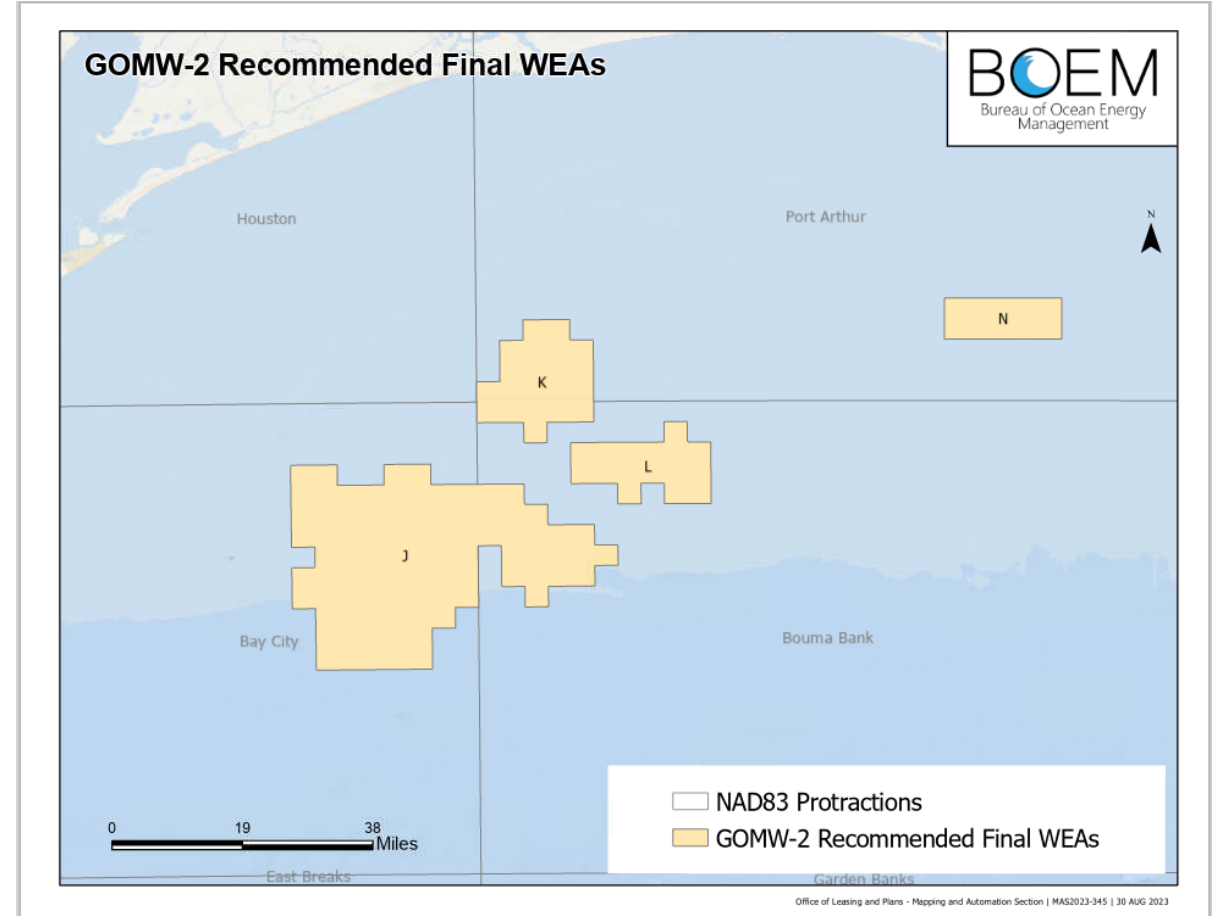 GOMW-2 Recommended Final WEAs
BOEM
Bureau of Ocean Energy
Management
Houston
Port Arthur
N
N
K
L
J
Bay City
Bouma Bank
0 19 38
Miles
NAD83 Protractions
GOMW-2 Recommended Final WEAs
East Breaks
Garden Banks
Office of Leasing and Plans - Mapping and Automation Section | MAS2023-345 | 30 AUG 2023